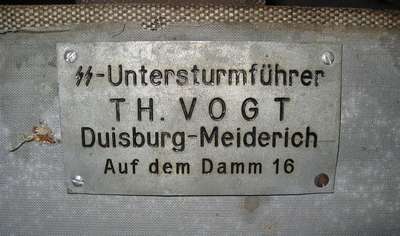 ᛋᛋ-Untersturmführer
TH. VOGT
Duisburg-Meiderich
Auf dem Damm 16